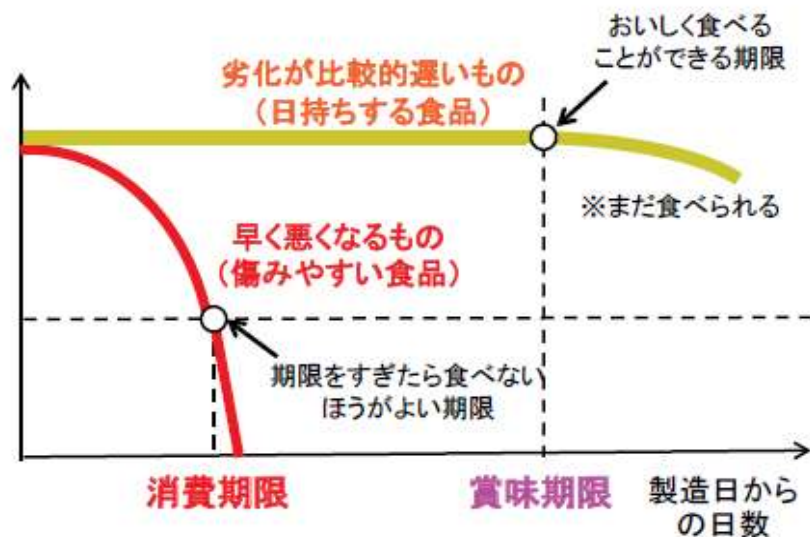 おいしく食べる
ことができる期限
劣化が比較的遅いもの
（日持ちする食品）
※まだ食べられる
早く悪くなるもの
（傷みやすい食品）
期限をすぎたら食べない
ほうがよい期限
消費期限
賞味期限
製造日から
の日数